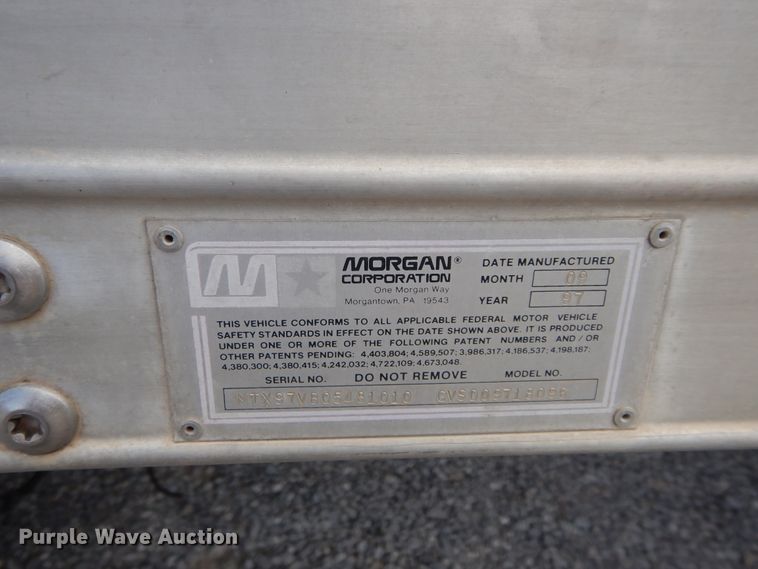 M
MORGAN®
CORPORATION
One Morgan Way
Morgantown, PA 19543
DATE MANUFACTURED
MONTH 09
YEAR 97
THIS VEHICLE CONFORMS TO ALL APPLICABLE FEDERAL MOTOR VEHICLE
SAFETY STANDARDS IN EFFECT ON THE DATE SHOWN ABOVE. IT IS PRODUCED
UNDER ONE OR MORE OF THE FOLLOWING PATENT NUMBERS AND/OR
OTHER PATENTS PENDING: 4,403,804; 4,589,507; 3,986,317; 4,186,537; 4,198,187;
4,380,300; 4,380,415; 4,242,032; 4,722,109; 4,673,048.
SERIAL NO. DO NOT REMOVE MODEL NO.
Purple Wave Auction